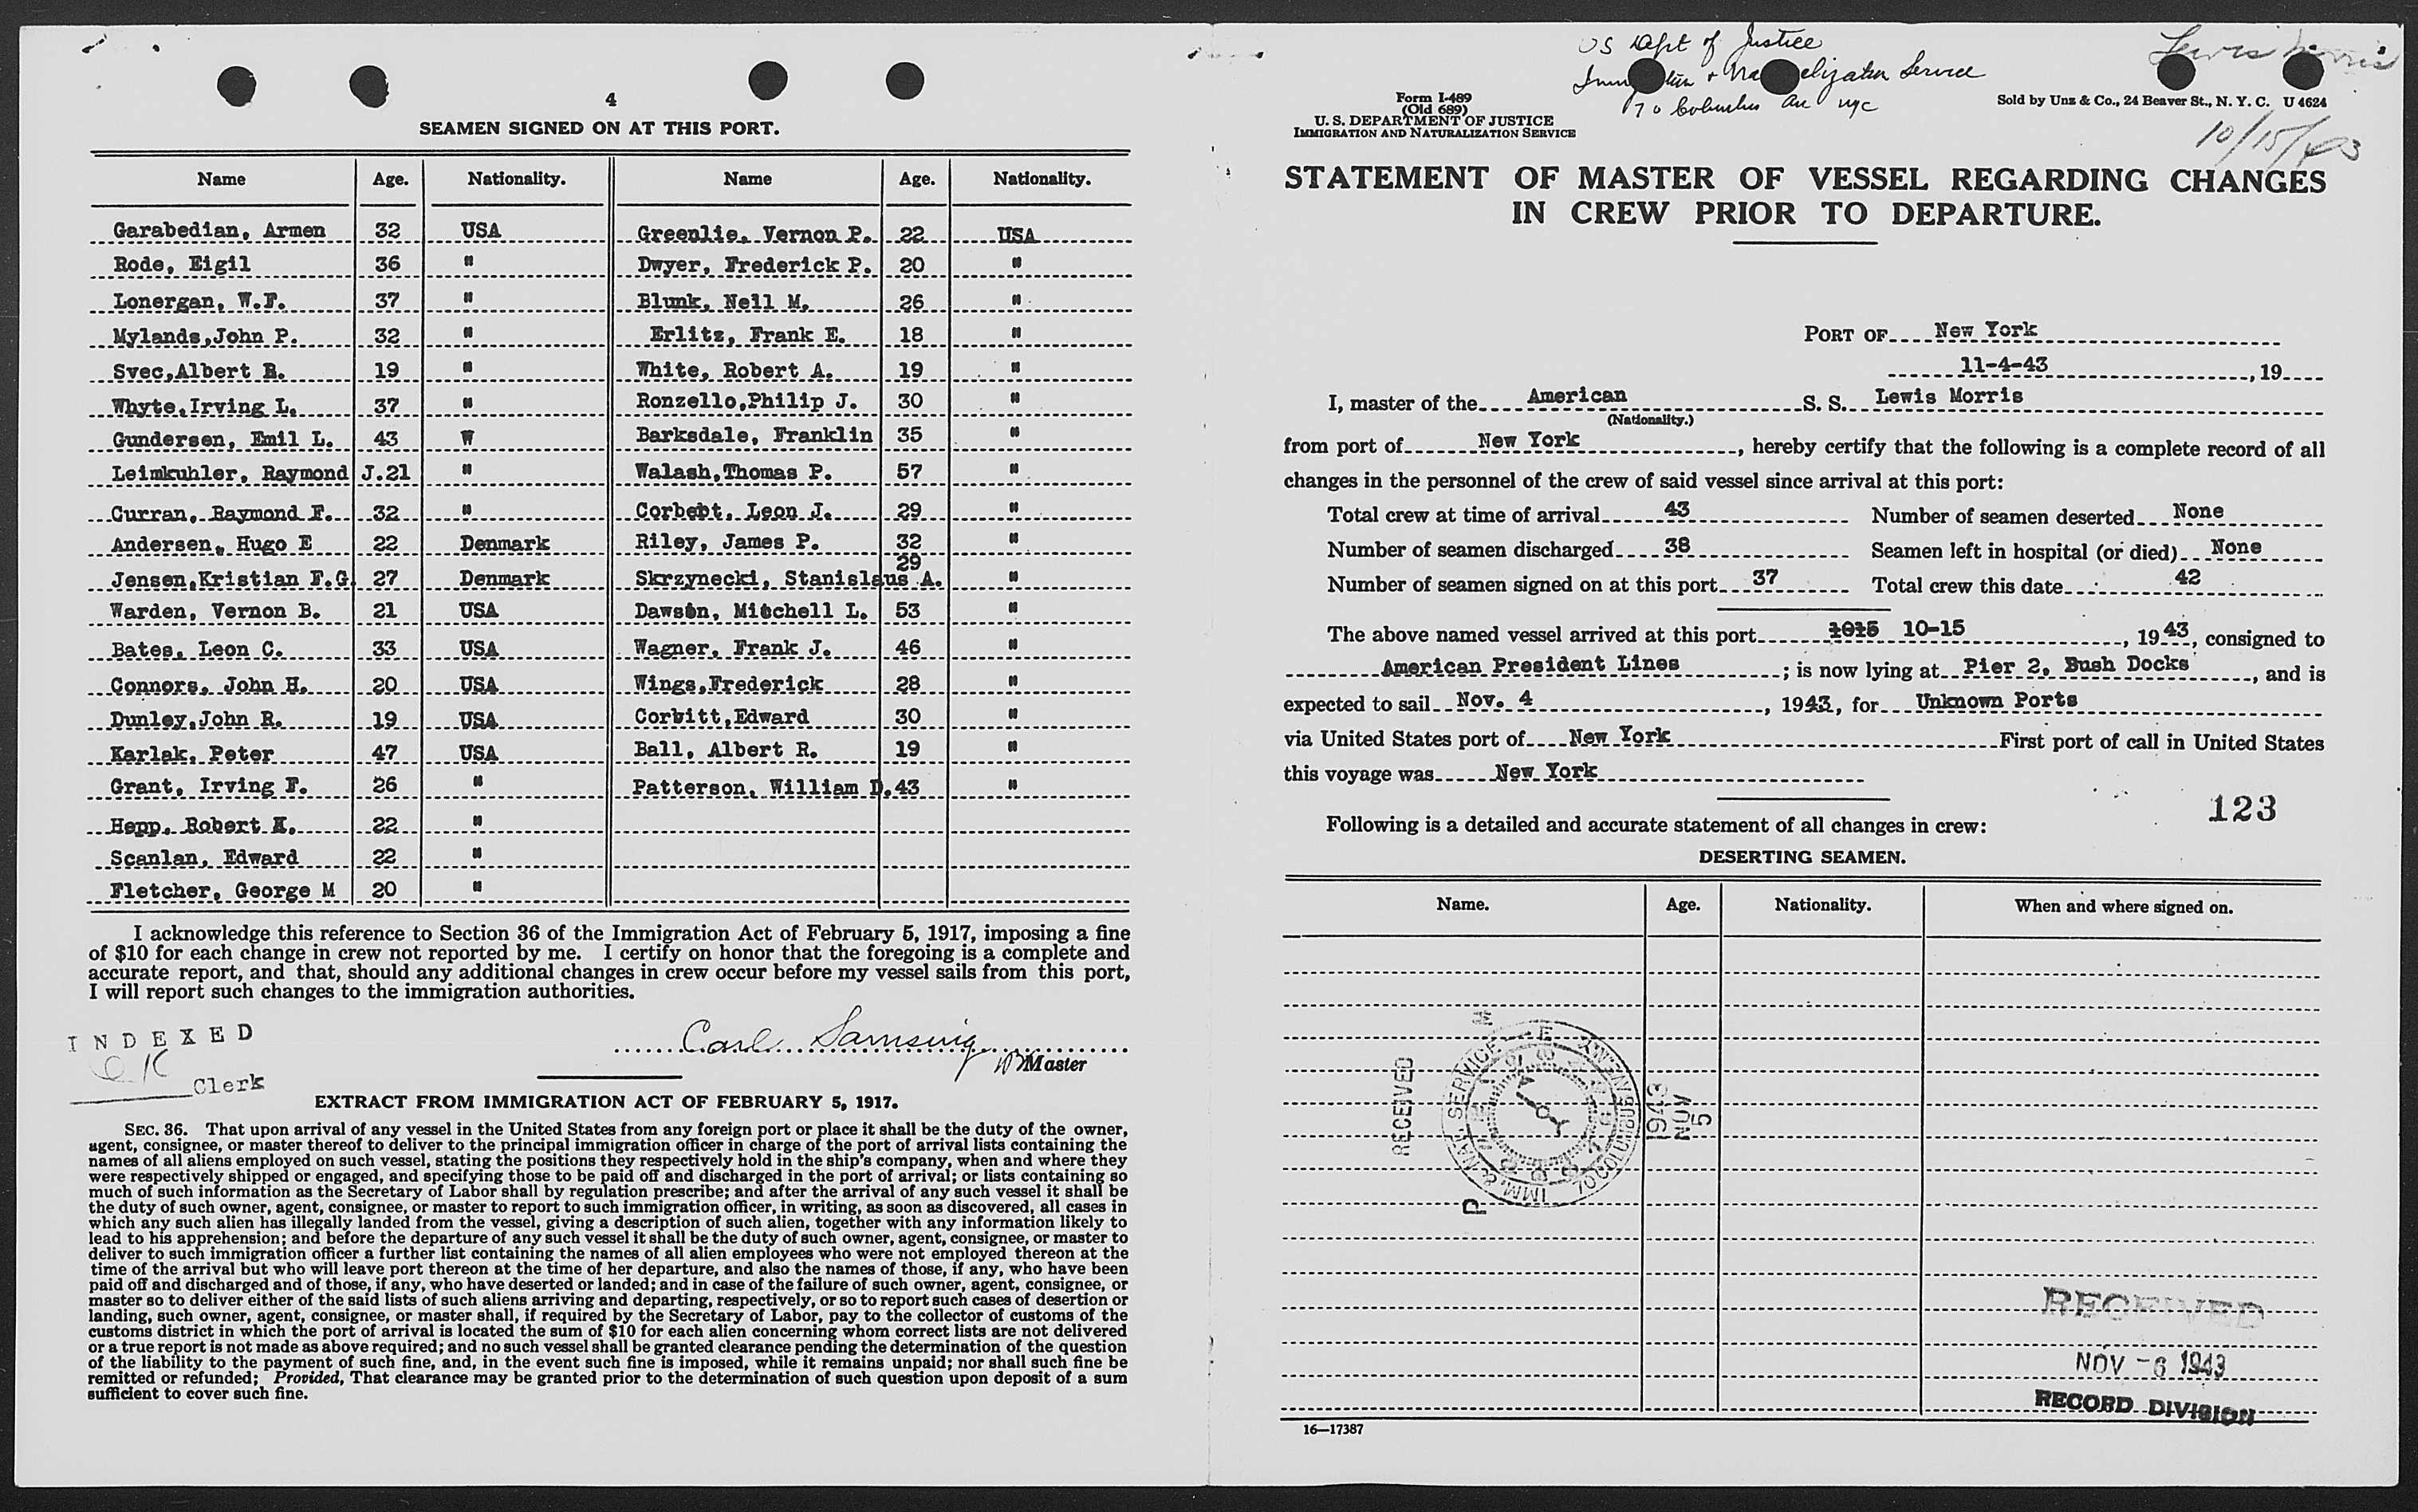 4
SEAMEN SIGNED ON AT THIS PORT.
Name Age. Nationality. Name Age. Nationality.
Garabedian, Armen 32 USA Greenlie, Vernon P. 22 USA
Rode, Eigil 36 " Dwyer, Frederick P. 20 "
Lonergan, W.F. 37 " Blunk, Neil M. 26 "
Mylands,John P. 32 " Erlitz, Frank E. 18 "
Svec,Albert R. 19 " White, Robert A. 19 "
Whyte,Irving L. 37 " Ronzello,Philip J. 30 "
Gundersen, Emil L. 43 W Barksdale, Franklin 35 "
Leimkuhler, Raymond J.21 " Walash,Thomas P. 57 "
Curran, Raymond F. 32 " Corbebt, Leon J. 29 "
Andersen, Hugo E 22 Denmark Riley, James P. 32 "
Jensen,Kristian F.G. 27 Denmark Skrzynecki, Stanislaus A. 29 "
Warden, Vernon B. 21 USA Dawson, Mitchell L. 53 "
Bates, Leon C. 33 USA Wagner, Frank J. 46 "
Connors, John H. 20 USA Wings,Frederick 28 "
Dunley,John R. 19 USA Corbitt,Edward 30 "
Karlak, Peter 47 USA Ball, Albert R. 19 "
Grant, Irving F. 26 " Patterson, William D.43 "
Hepp, Robert K. 22 "
Scanlan, Edward 22 "
Fletcher, George M 20 "
I acknowledge this reference to Section 36 of the Immigration Act of February 5, 1917, imposing a fine
of $10 for each change in crew not reported by me. I certify on honor that the foregoing is a complete and
accurate report, and that, should any additional changes in crew occur before my vessel sails from this port,
I will report such changes to the immigration authorities.
INDEXED
OK
Clerk
Carl Samsing
Master
EXTRACT FROM IMMIGRATION ACT OF FEBRUARY 5, 1917.
SEC. 36. That upon arrival of any vessel in the United States from any foreign port or place it shall be the duty of the owner,
agent, consignee, or master thereof to deliver to the principal immigration officer in charge of the port of arrival lists containing the
names of all aliens employed on such vessel, stating the positions they respectively hold in the ship's company, when and where they
were respectively shipped or engaged, and specifying those to be paid off and discharged in the port of arrival; or lists containing so
much of such information as the Secretary of Labor shall by regulation prescribe; and after the arrival of any such vessel it shall be
the duty of such owner, agent, consignee, or master to report to such immigration officer, in writing, as soon as discovered, all cases in
which any such alien has illegally landed from the vessel, giving a description of such alien, together with any information likely to
lead to his apprehension; and before the departure of any such vessel it shall be the duty of such owner, agent, consignee, or master to
deliver to such immigration officer a further list containing the names of all alien employees who were not employed thereon at the
time of the arrival but who will leave port thereon at the time of her departure, and also the names of those, if any, who have been
paid off and discharged and of those, if any, who have deserted or landed; and in case of the failure of such owner, agent, consignee, or
master so to deliver either of the said lists of such aliens arriving and departing, respectively, or so to report such cases of desertion or
landing, such owner, agent, consignee, or master shall, if required by the Secretary of Labor, pay to the collector of customs of the
customs district in which the port of arrival is located the sum of $10 for each alien concerning whom correct lists are not delivered
or a true report is not made as above required; and no such vessel shall be granted clearance pending the determination of the question
of the liability to the payment of such fine, and, in the event such fine is imposed, while it remains unpaid; nor shall such fine be
remitted or refunded; Provided, That clearance may be granted prior to the determination of such question upon deposit of a sum
sufficient to cover such fine.
US Dept of Justice
Service
70 Columbus Av NYC
Lewis Morris
Form I-489
(Old 689)
U. S. DEPARTMENT OF JUSTICE
IMMIGRATION AND NATURALIZATION SERVICE
Sold by Unz & Co., 24 Beaver St., N. Y. C. U 4624
10/15/43
STATEMENT OF MASTER OF VESSEL REGARDING CHANGES
IN CREW PRIOR TO DEPARTURE.
PORT OF New York
11-4-43, 19
I, master of the American S. S. Lewis Morris
(Nationality.)
from port of New York, hereby certify that the following is a complete record of all
changes in the personnel of the crew of said vessel since arrival at this port:
Total crew at time of arrival 43 Number of seamen deserted None
Number of seamen discharged 38 Seamen left in hospital (or died) None
Number of seamen signed on at this port 37 Total crew this date 42
The above named vessel arrived at this port 10-15, 1943, consigned to
American President Lines; is now lying at Pier 2, Bush Docks, and is
expected to sail Nov. 4, 1943, for Unknown Ports
via United States port of New York First port of call in United States
this voyage was New York
123
Following is a detailed and accurate statement of all changes in crew:
DESERTING SEAMEN.
Name. Age. Nationality. When and where signed on.
RECEIVED
IMM. & NAT. SERVICE
1943
NOV
5
P M
RECEIVED
NOV -6 1943
RECORD DIVISION
16—17387